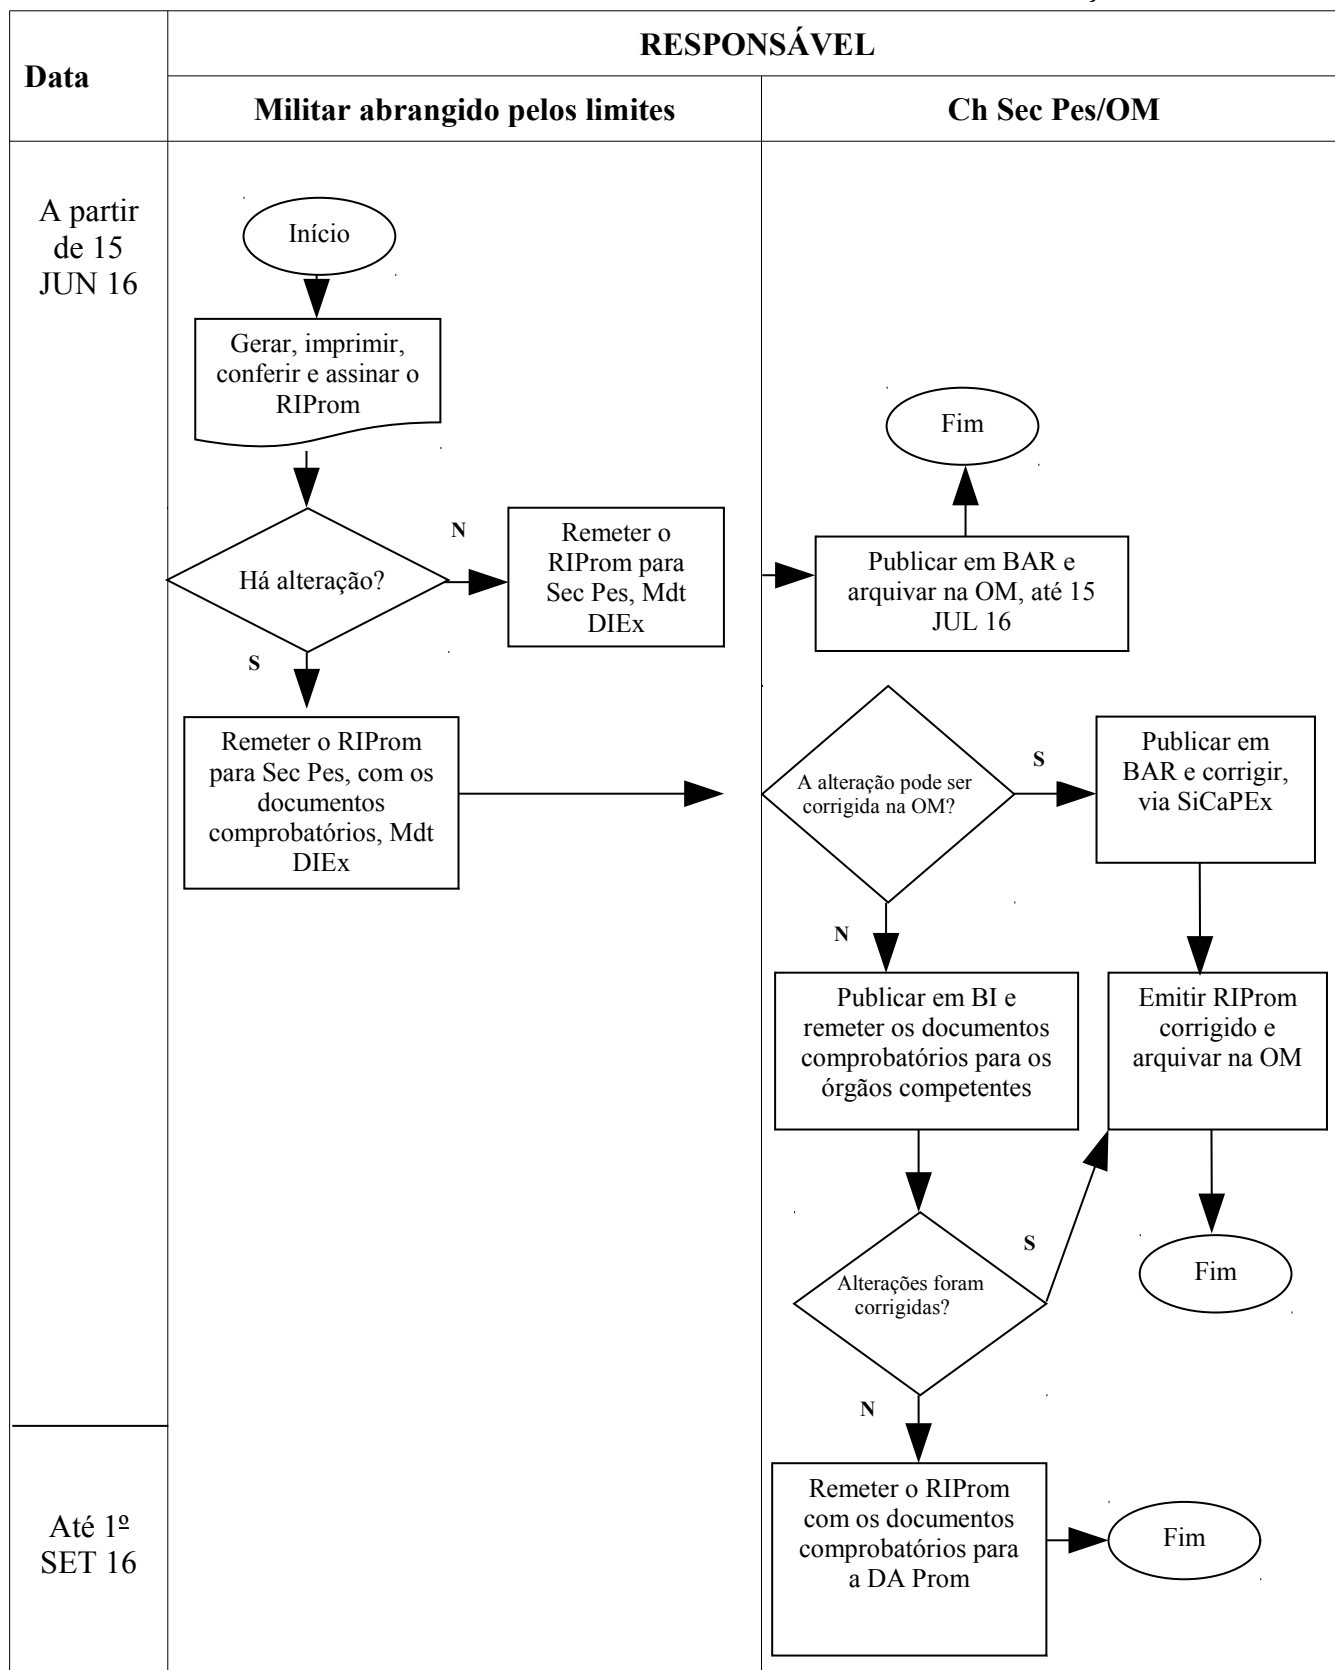 RESPONSÁVEL
Data
Militar abrangido pelos limites
Ch Sec Pes/OM
A partir
de 15
JUN 16
Início
Gerar, imprimir,
conferir e assinar o
RIProm
Há alteração?
N
Remeter o
RIProm para
Sec Pes, Mdt
DIEx
Fim
Publicar em BAR e
arquivar na OM, até 15
JUL 16
S
Remeter o RIProm
para Sec Pes, com os
documentos
comprobatórios, Mdt
DIEx
A alteração pode ser
corrigida na OM?
S
Publicar em
BAR e corrigir,
via SiCaPEx
N
Publicar em BI e
remeter os documentos
comprobatórios para os
órgãos competentes
Emitir RIProm
corrigido e
arquivar na OM
S
Alterações foram
corrigidas?
Fim
N
Até 1º
SET 16
Remeter o RIProm
com os documentos
comprobatórios para
a DA Prom
Fim